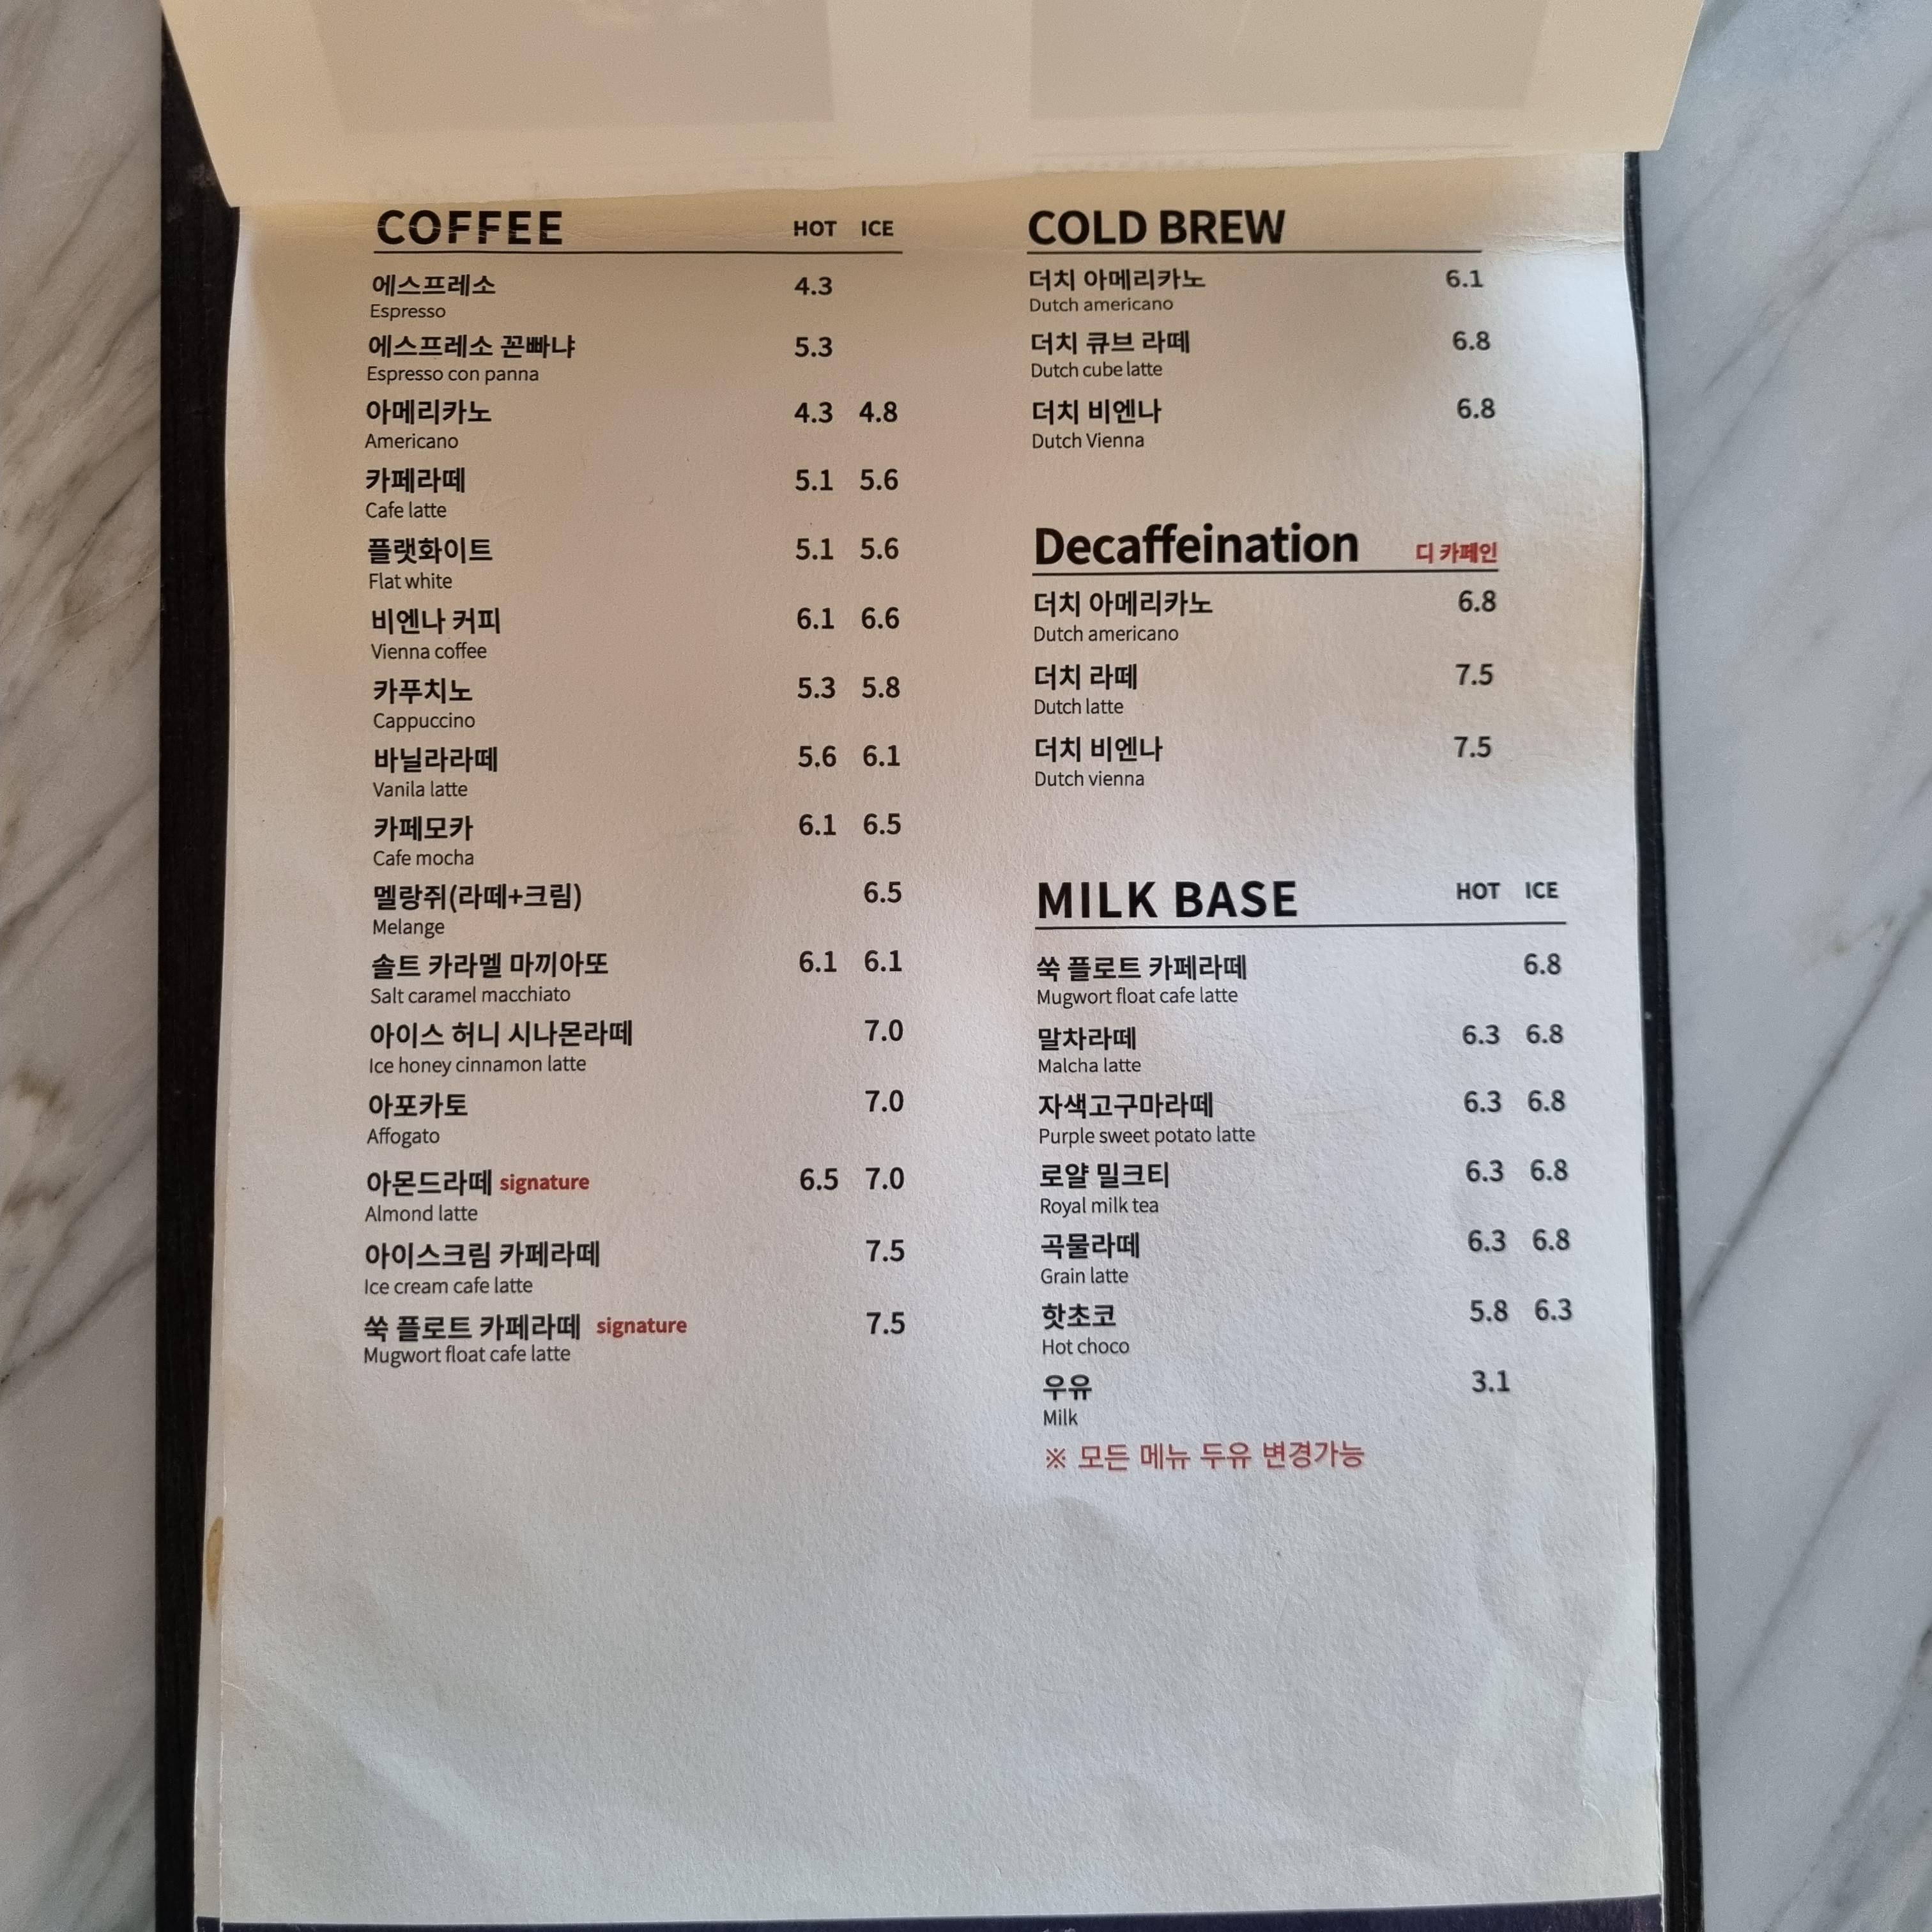 COFFEE HOT ICE
에스프레소 4.3
Espresso
에스프레소 꼰빠냐 5.3
Espresso con panna
아메리카노 4.3 4.8
Americano
카페라떼 5.1 5.6
Cafe latte
플랫화이트 5.1 5.6
Flat white
비엔나 커피 6.1 6.6
Vienna coffee
카푸치노 5.3 5.8
Cappuccino
바닐라라떼 5.6 6.1
Vanila latte
카페모카 6.1 6.5
Cafe mocha
멜랑쥐(라떼+크림) 6.5
Melange
솔트 카라멜 마끼아또 6.1 6.1
Salt caramel macchiato
아이스 허니 시나몬라떼 7.0
Ice honey cinnamon latte
아포카토 7.0
Affogato
아몬드라떼 signature 6.5 7.0
Almond latte
아이스크림 카페라떼 7.5
Ice cream cafe latte
쑥 플로트 카페라떼 signature 7.5
Mugwort float cafe latte
COLD BREW
더치 아메리카노 6.1
Dutch americano
더치 큐브 라떼 6.8
Dutch cube latte
더치 비엔나 6.8
Dutch Vienna
Decaffeination 디 카페인
더치 아메리카노 6.8
Dutch americano
더치 라떼 7.5
Dutch latte
더치 비엔나 7.5
Dutch vienna
MILK BASE HOT ICE
쑥 플로트 카페라떼 6.8
Mugwort float cafe latte
말차라떼 6.3 6.8
Malcha latte
자색고구마라떼 6.3 6.8
Purple sweet potato latte
로얄 밀크티 6.3 6.8
Royal milk tea
곡물라떼 6.3 6.8
Grain latte
핫초코 5.8 6.3
Hot choco
우유 3.1
Milk
※ 모든 메뉴 두유 변경가능